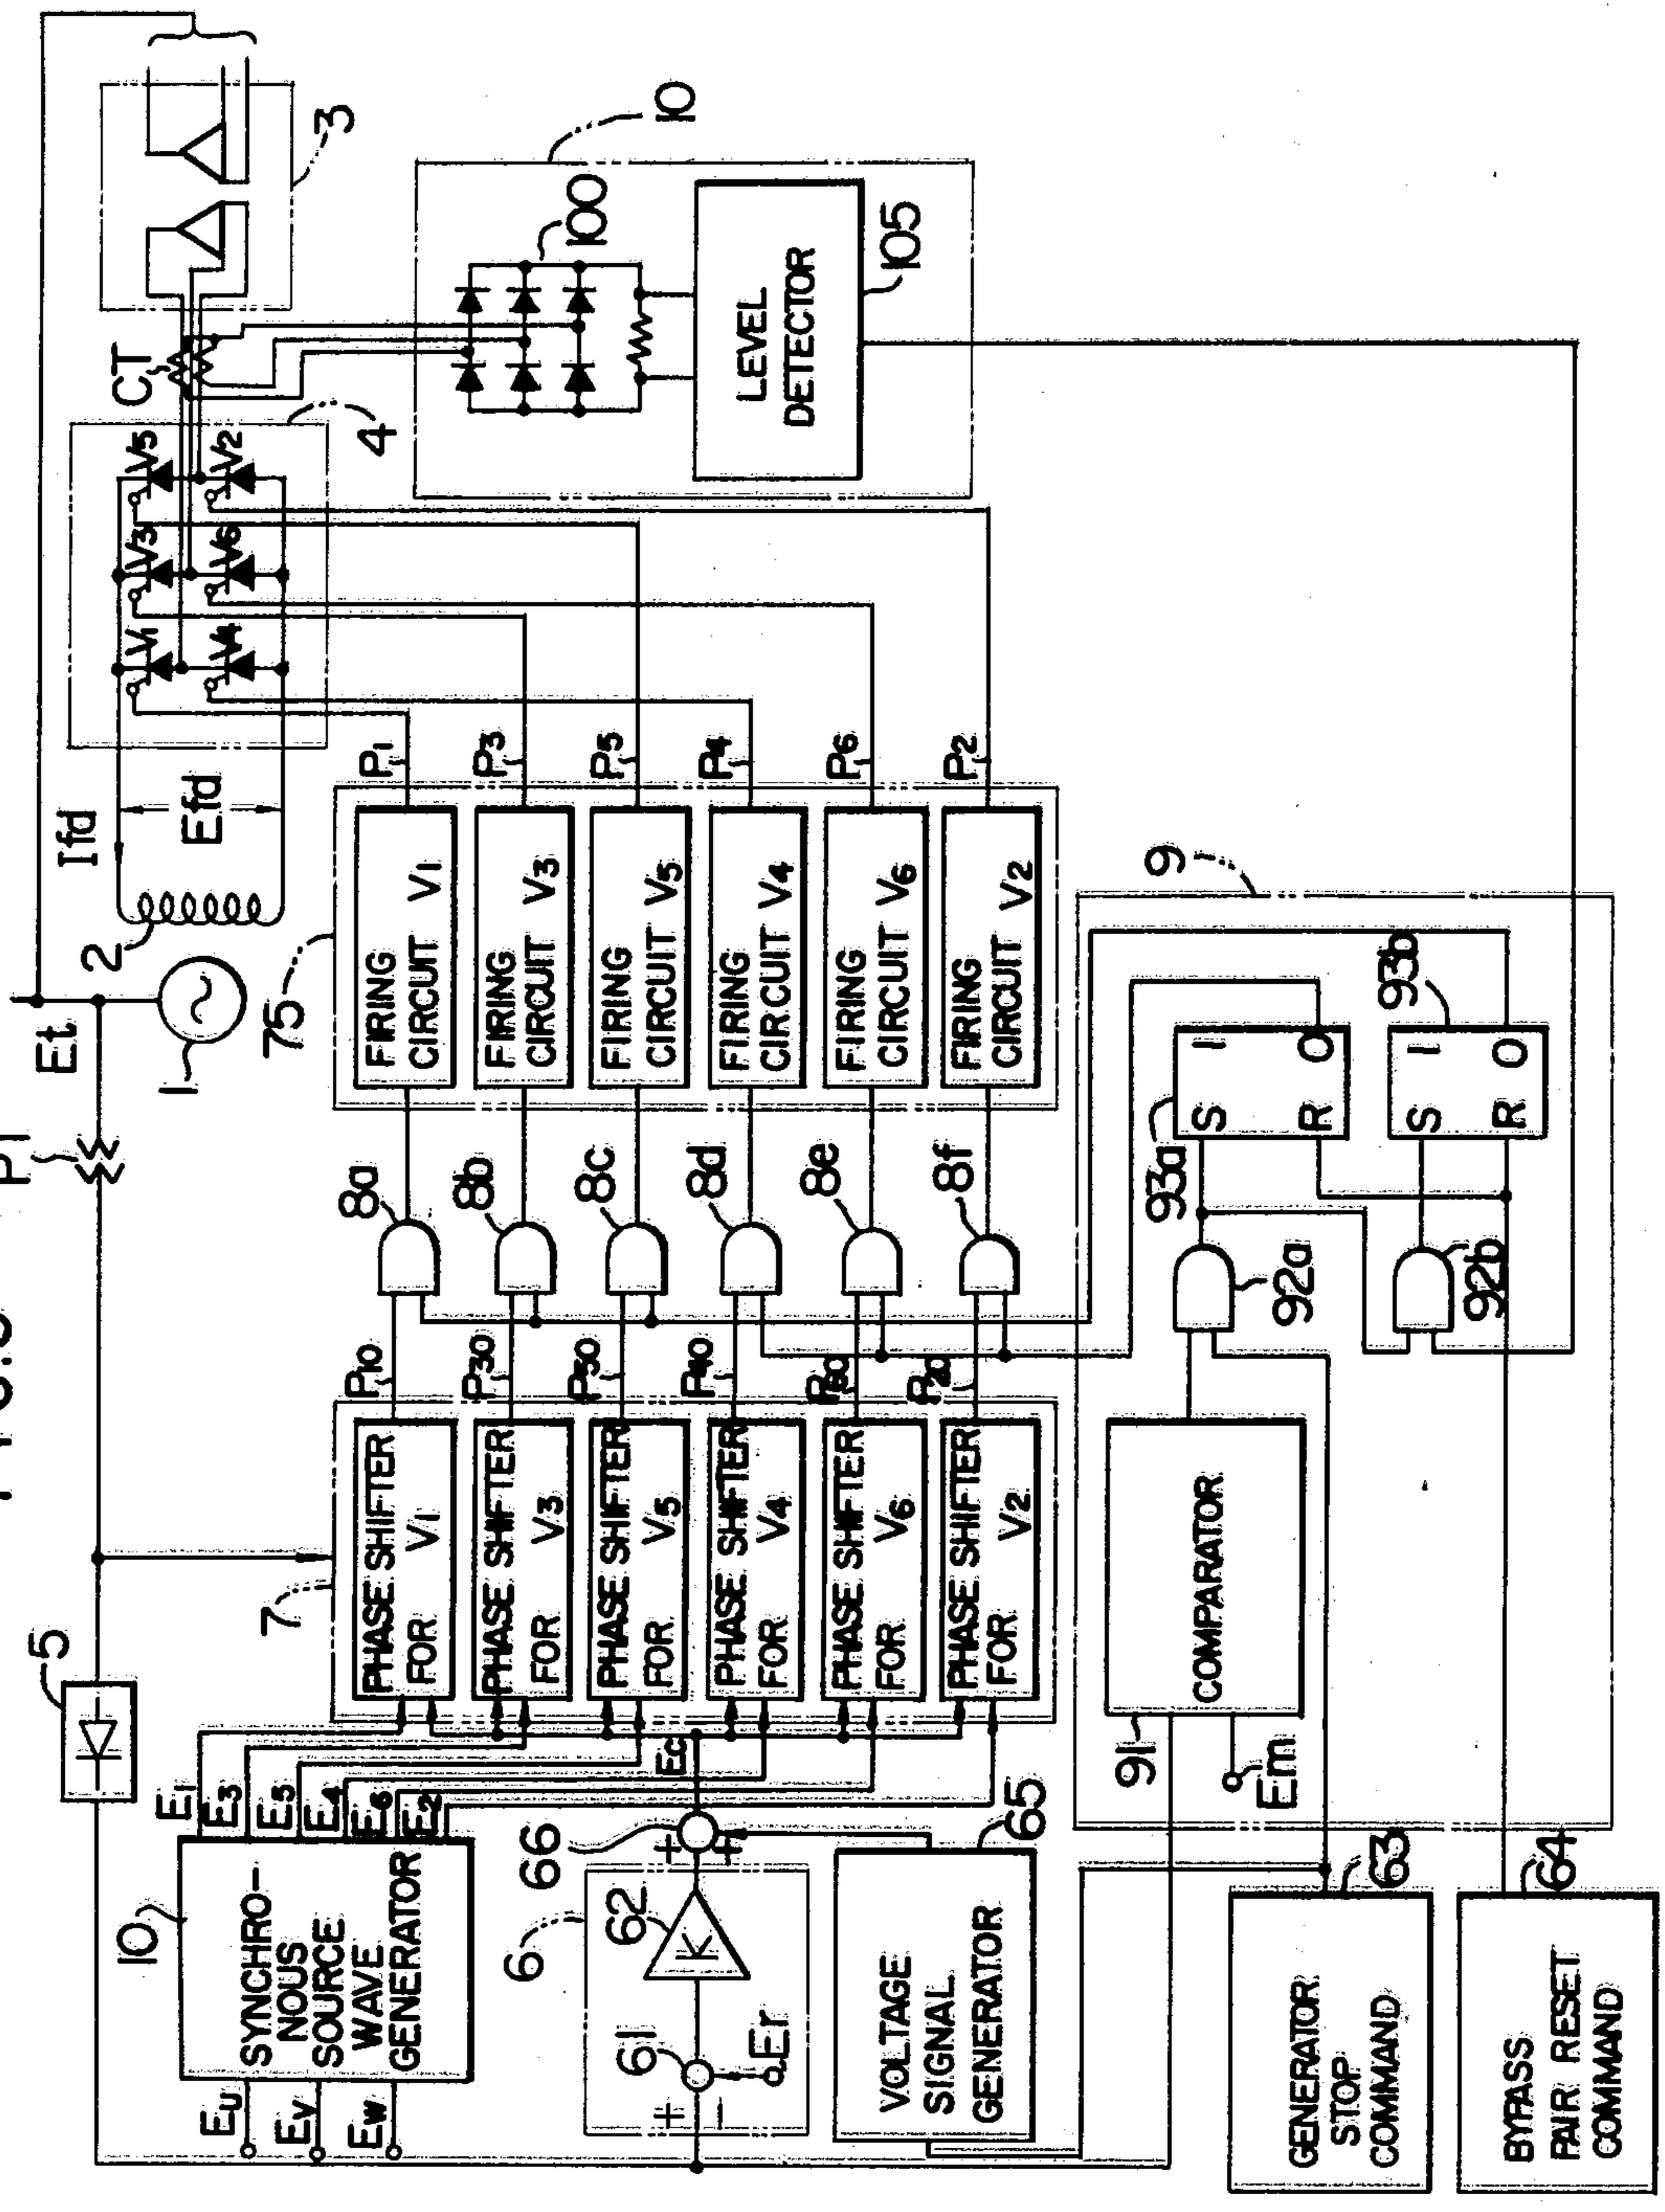 FIG. 3
PT
Et
1
2
Ifd
Efd
3
CT
4
V1
V3
V5
V4
V6
V2
5
10
SYNCHRO-
NOUS
SOURCE
WAVE
GENERATOR
EU
EV
EW
E1
E3
E5
E4
E6
E2
7
PHASE SHIFTER
FOR V1
PHASE SHIFTER
FOR V3
PHASE SHIFTER
FOR V5
PHASE SHIFTER
FOR V4
PHASE SHIFTER
FOR V6
PHASE SHIFTER
FOR V2
P10
P30
P50
P40
P60
P20
8a
8b
8c
8d
8e
8f
75
FIRING
CIRCUIT V1
FIRING
CIRCUIT V3
FIRING
CIRCUIT V5
FIRING
CIRCUIT V4
FIRING
CIRCUIT V6
FIRING
CIRCUIT V2
P1
P3
P5
P4
P6
P2
10
100
LEVEL
DETECTOR
105
6
61
62
K
+
−
Er
66
+
+
Ec
65
VOLTAGE
SIGNAL
GENERATOR
9
91
COMPARATOR
Em
92a
92b
93a
S 1
R O
93b
S 1
R O
63
GENERATOR
STOP
COMMAND
64
BYPASS
PAIR RESET
COMMAND